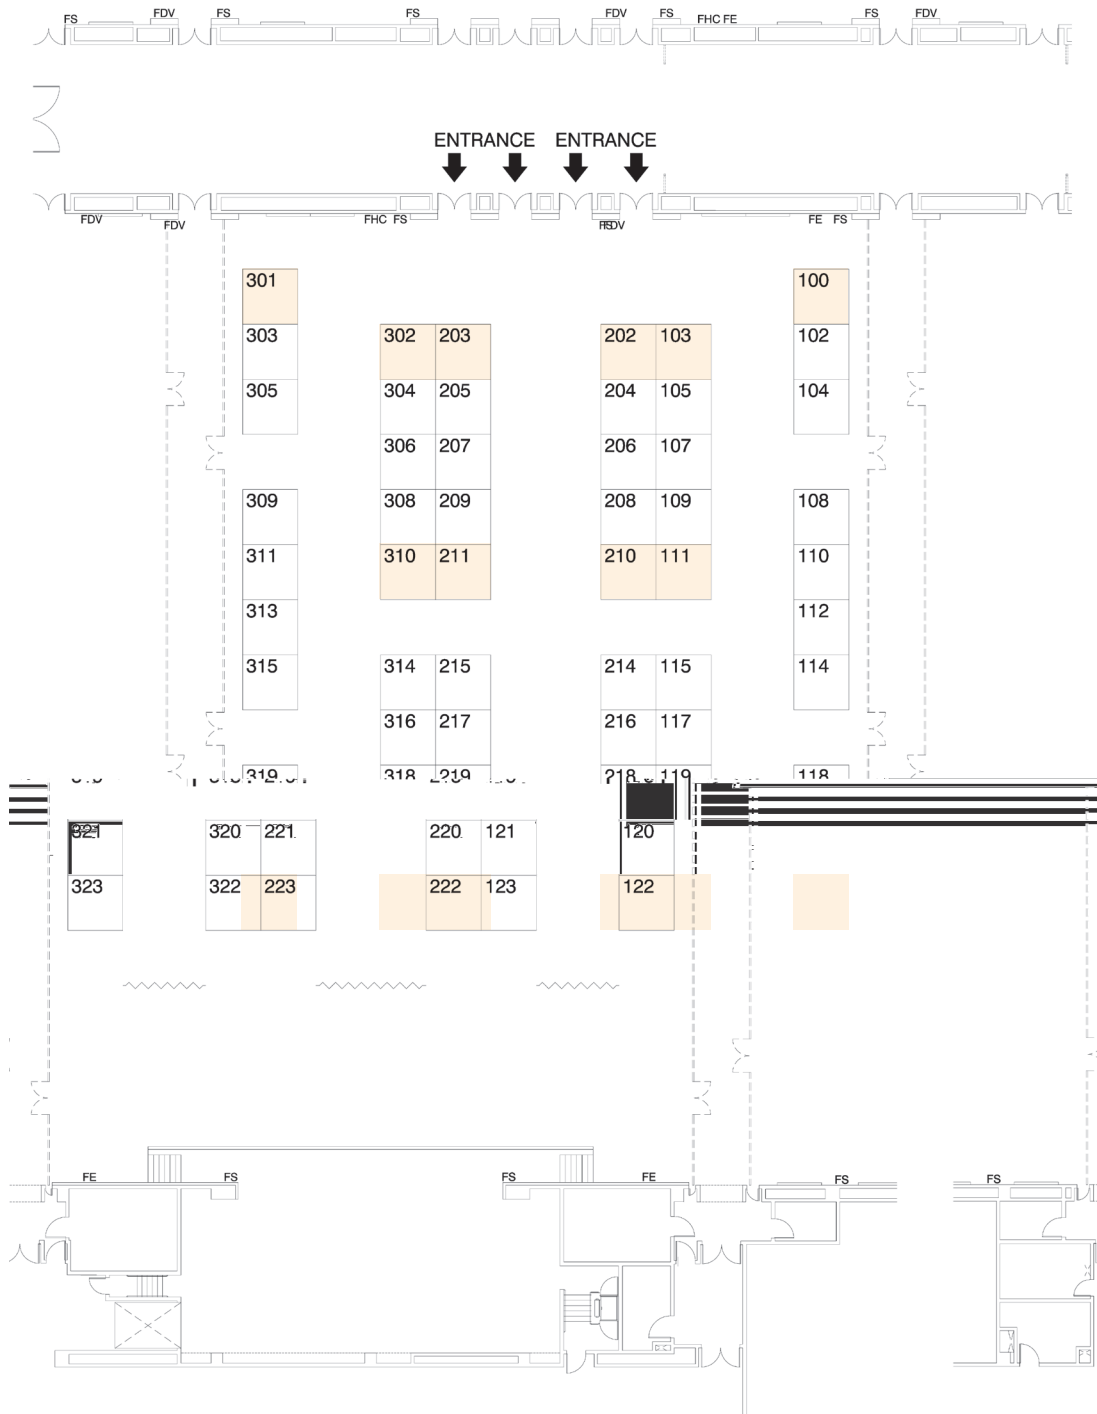 FS FDV FS FS FDV FS FHC FE FS FDV
ENTRANCE ENTRANCE
FDV FDV FHC FS FDV FE FS
301 100
303 302 203 202 103 102
305 304 205 204 105 104
306 207 206 107
309 308 209 208 109 108
311 310 211 210 111 110
313 112
315 314 215 214 115 114
316 217 216 117
319 318 219 218 119 118
321 320 221 220 121 120
323 322 223 222 123 122
FE FS FS FE FS FS